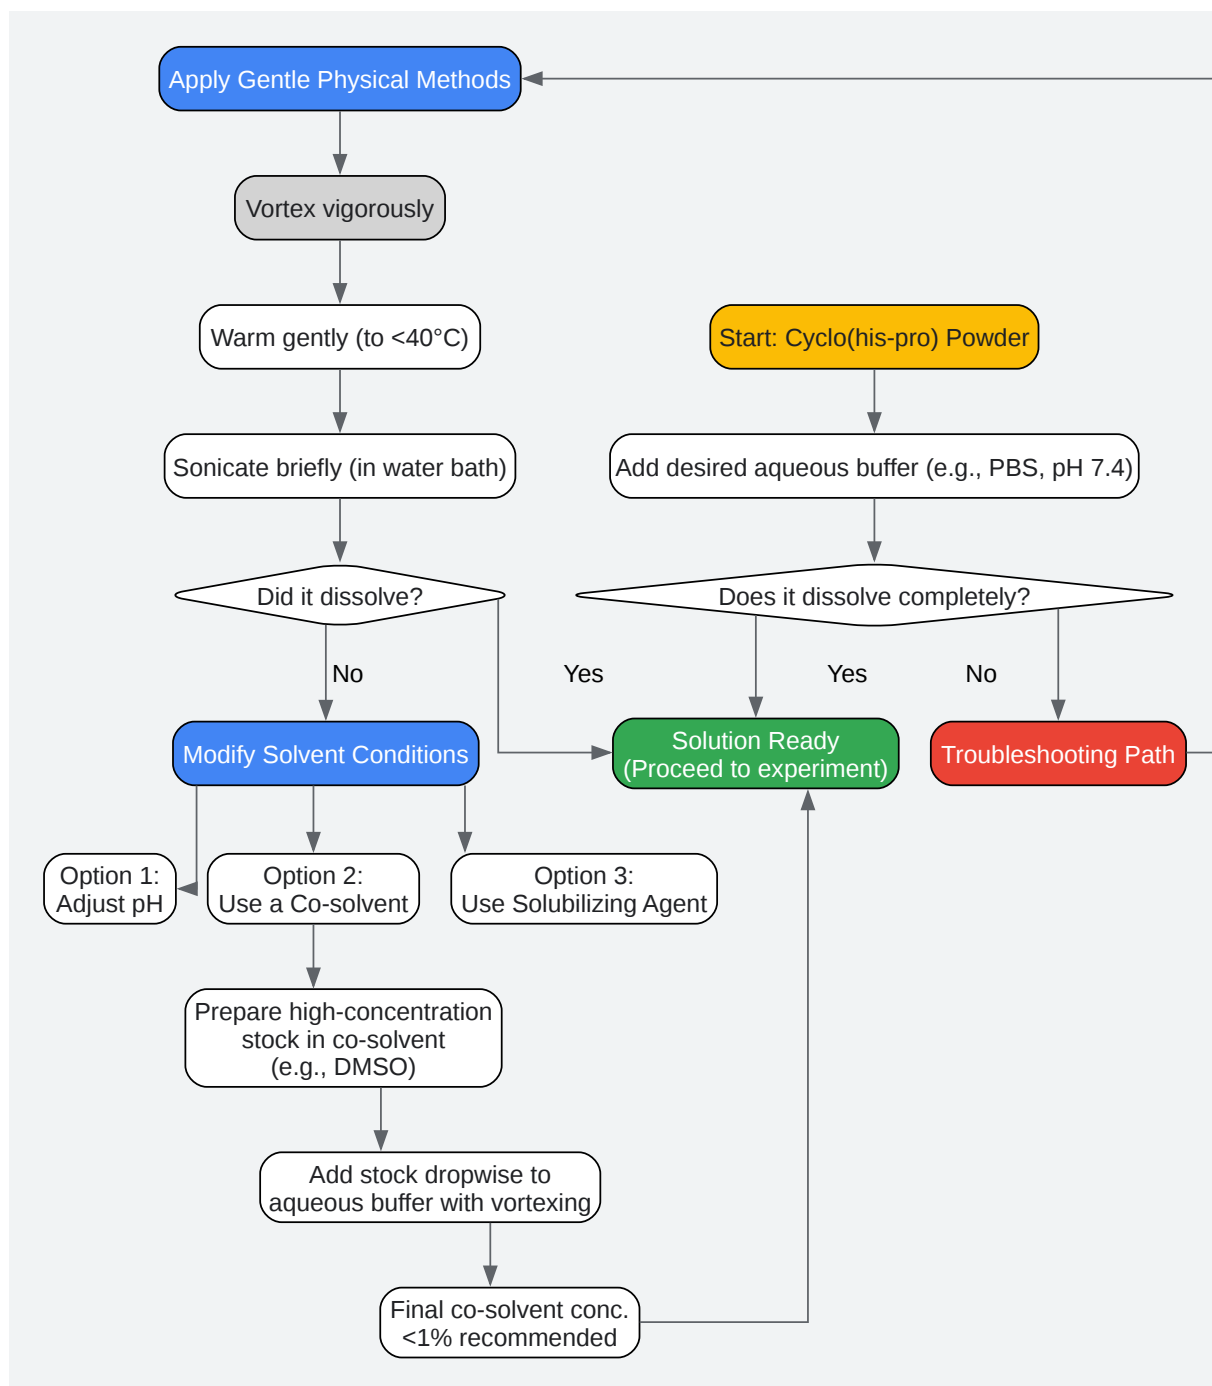 Apply Gentle Physical Methods
Vortex vigorously
Warm gently (to <40°C)
Start: Cyclo(his-pro) Powder
Sonicate briefly (in water bath)
Add desired aqueous buffer (e.g., PBS, pH 7.4)
Did it dissolve?
Does it dissolve completely?
No
Yes
Yes
No
Modify Solvent Conditions
Solution Ready
(Proceed to experiment)
Troubleshooting Path
Option 1:
Adjust pH
Option 2:
Use a Co-solvent
Option 3:
Use Solubilizing Agent
Prepare high-concentration
stock in co-solvent
(e.g., DMSO)
Add stock dropwise to
aqueous buffer with vortexing
Final co-solvent conc.
<1% recommended